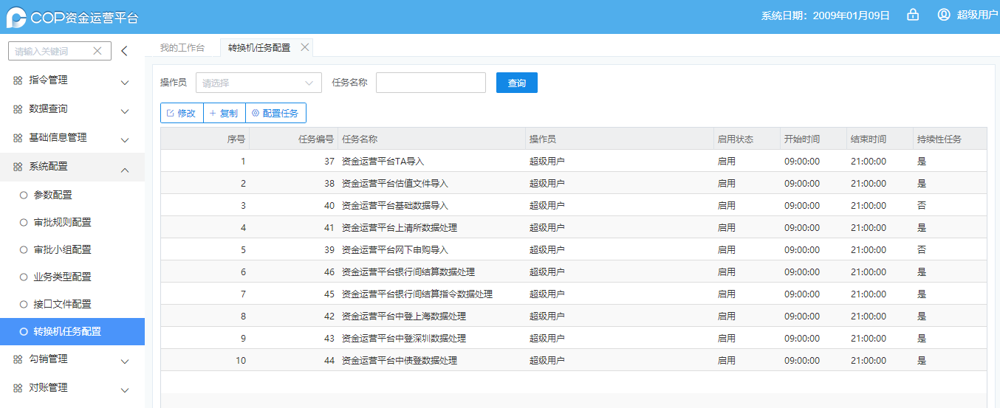 COP资金运营平台 系统日期：2009年01月09日 超级用户
请输入关键词
我的工作台 转换机任务配置
指令管理
数据查询
基础信息管理
系统配置
参数配置
审批规则配置
审批小组配置
业务类型配置
接口文件配置
转换机任务配置
勾销管理
对账管理
操作员 请选择 任务名称 查询
修改 复制 配置任务
序号 任务编号 任务名称 操作员 启用状态 开始时间 结束时间 持续性任务
1 37 资金运营平台TA导入 超级用户 启用 09:00:00 21:00:00 是
2 38 资金运营平台估值文件导入 超级用户 启用 09:00:00 21:00:00 是
3 40 资金运营平台基础数据导入 超级用户 启用 09:00:00 21:00:00 否
4 41 资金运营平台上清所数据处理 超级用户 启用 09:00:00 21:00:00 是
5 39 资金运营平台网下申购导入 超级用户 启用 09:00:00 21:00:00 否
6 46 资金运营平台银行间结算数据处理 超级用户 启用 09:00:00 21:00:00 是
7 45 资金运营平台银行间结算指令数据处理 超级用户 启用 09:00:00 21:00:00 是
8 42 资金运营平台中登上海数据处理 超级用户 启用 09:00:00 21:00:00 是
9 43 资金运营平台中登深圳数据处理 超级用户 启用 09:00:00 21:00:00 是
10 44 资金运营平台中债登数据处理 超级用户 启用 09:00:00 21:00:00 是